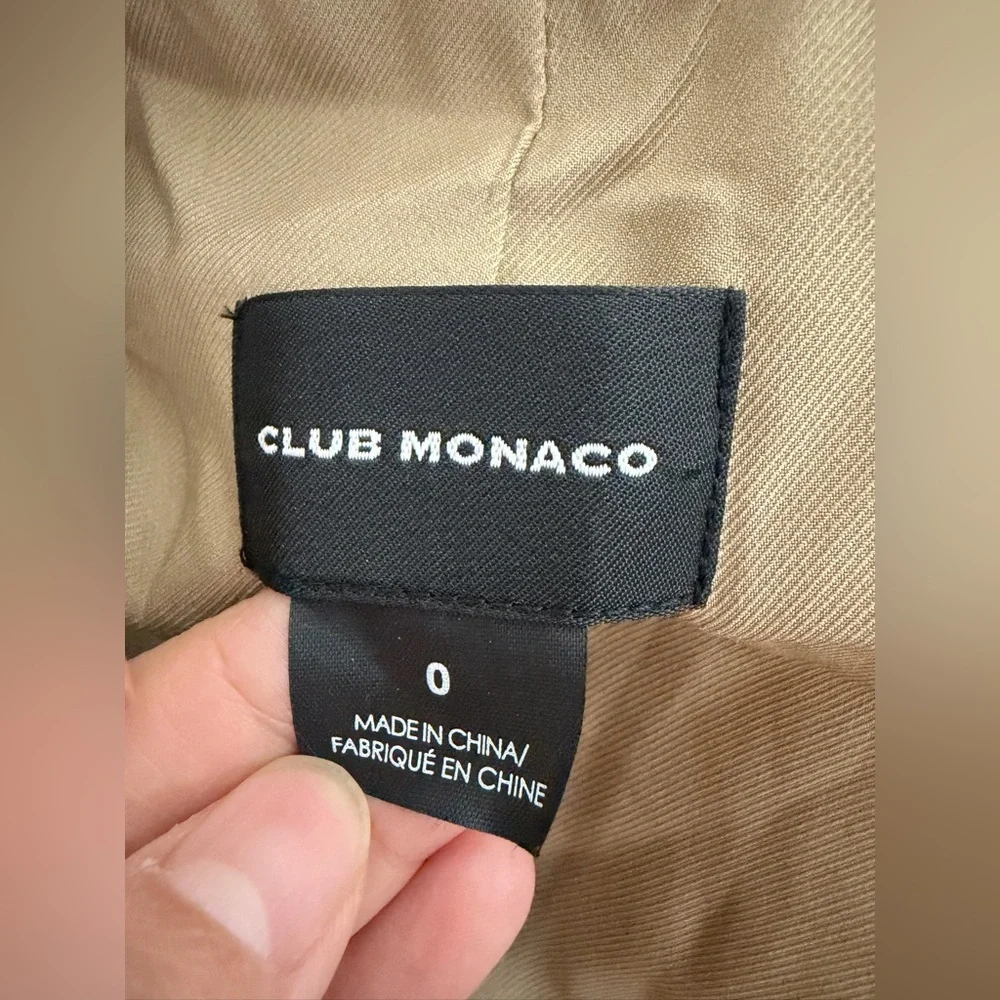 CLUB MONACO
0
MADE IN CHINA/
FABRIQUÉ EN CHINE